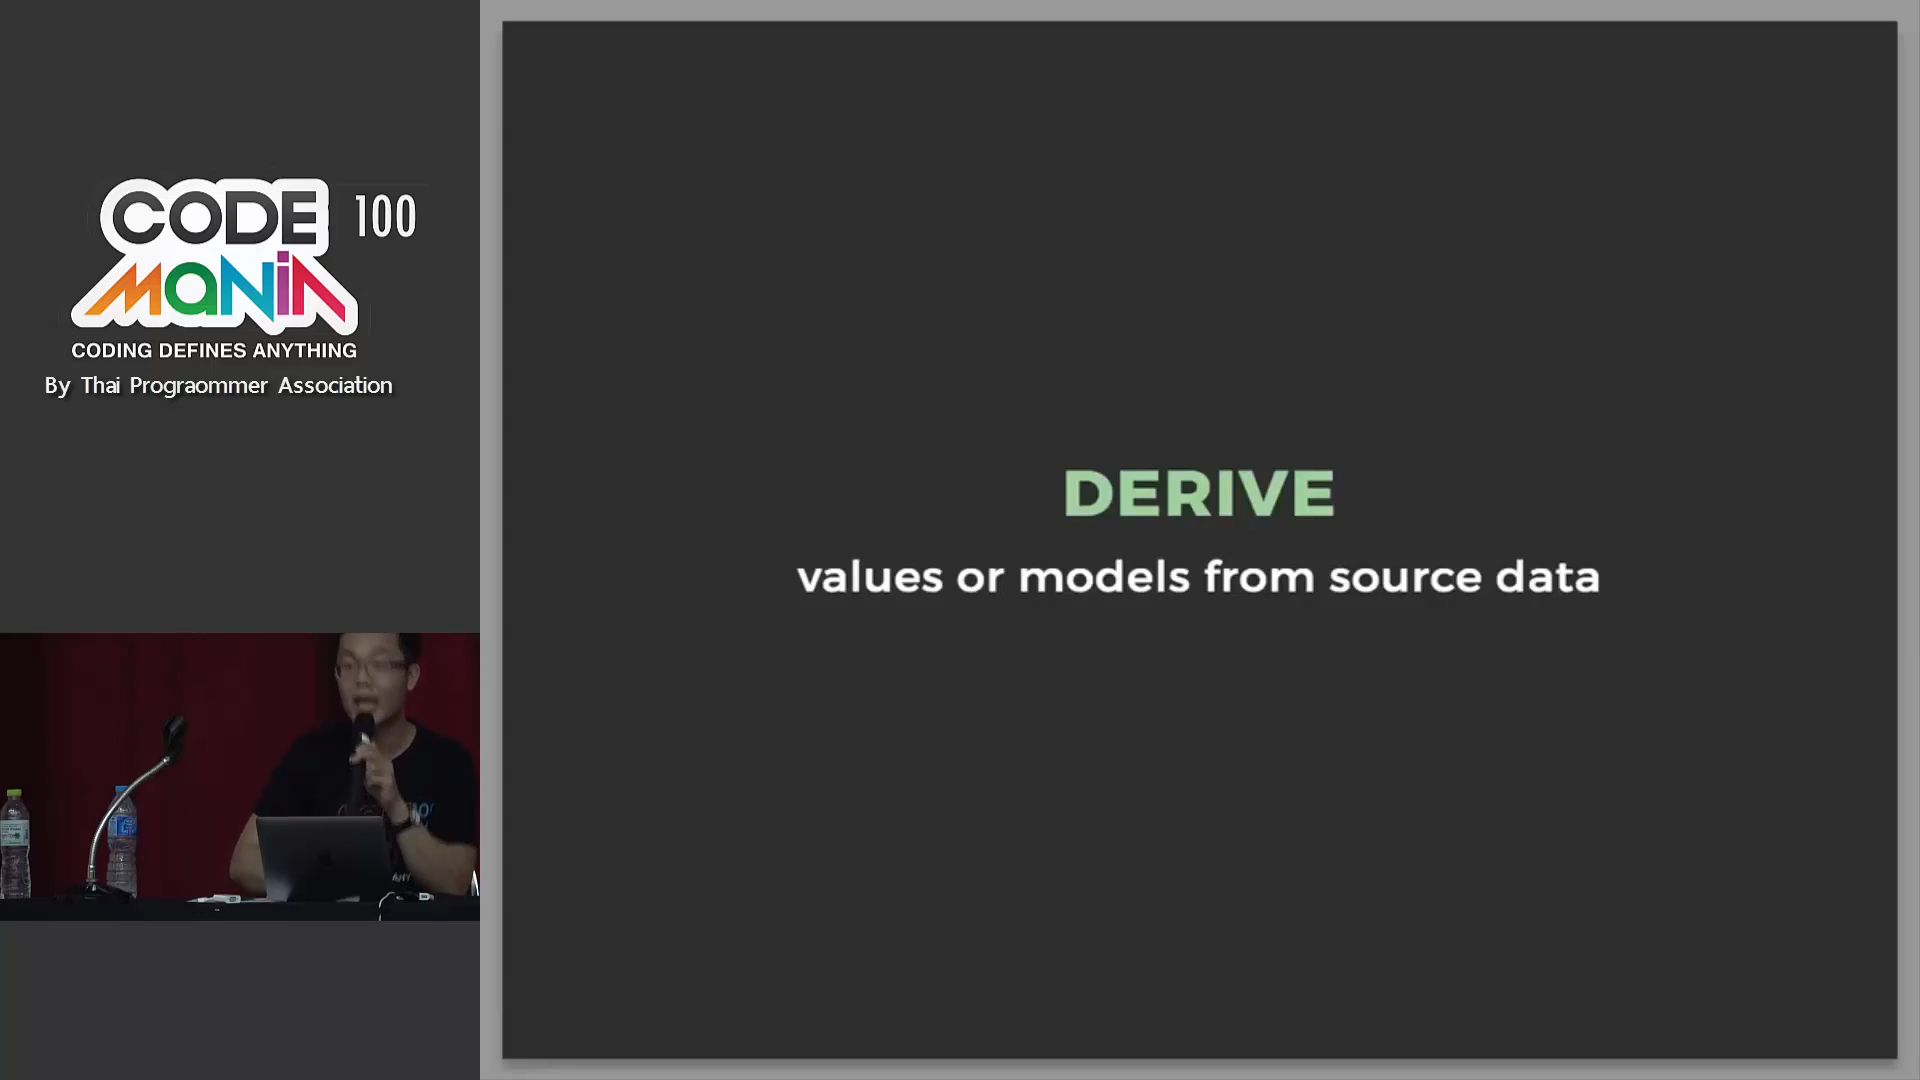 CODE
MANiA
100
CODING DEFINES ANYTHING
By Thai Prograommer Association
DERIVE
values or models from source data